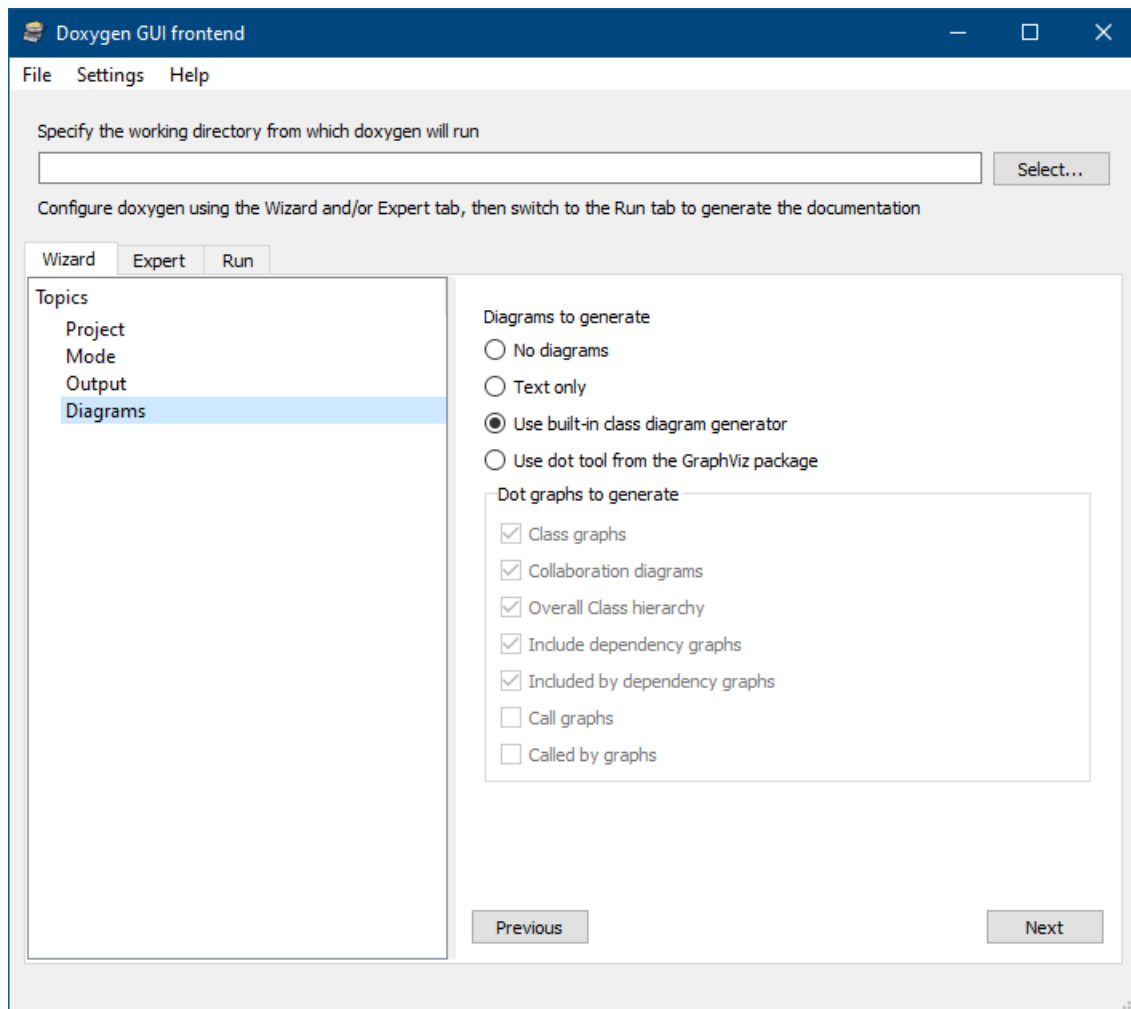 Doxygen GUI frontend
File Settings Help
Specify the working directory from which doxygen will run
Select...
Configure doxygen using the Wizard and/or Expert tab, then switch to the Run tab to generate the documentation
Wizard Expert Run
Topics
Project
Mode
Output
Diagrams
Diagrams to generate
No diagrams
Text only
Use built-in class diagram generator
Use dot tool from the GraphViz package
Dot graphs to generate
Class graphs
Collaboration diagrams
Overall Class hierarchy
Include dependency graphs
Included by dependency graphs
Call graphs
Called by graphs
Previous Next